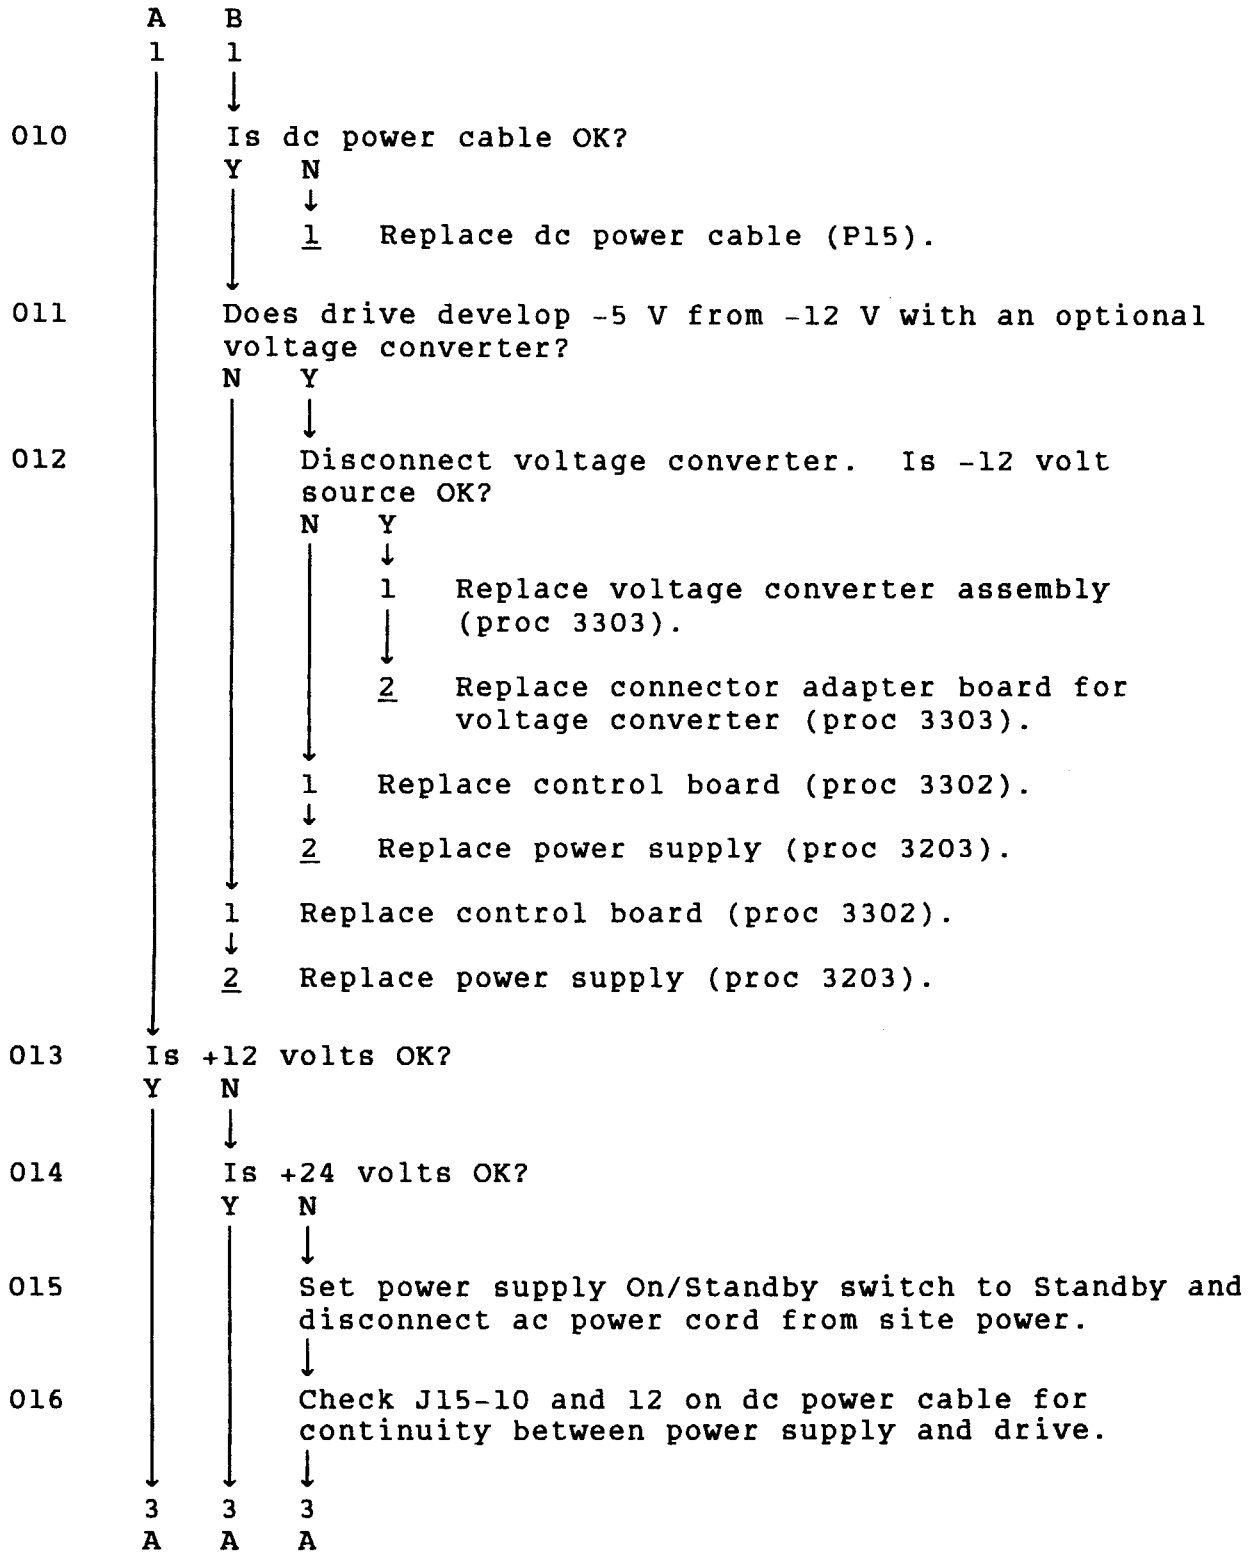 A B
1 1
010 Is dc power cable OK?
Y N
1 Replace dc power cable (P15).
011 Does drive develop -5 V from -12 V with an optional
voltage converter?
N Y
012 Disconnect voltage converter. Is -12 volt
source OK?
N Y
1 Replace voltage converter assembly
(proc 3303).
2 Replace connector adapter board for
voltage converter (proc 3303).
1 Replace control board (proc 3302).
2 Replace power supply (proc 3203).
1 Replace control board (proc 3302).
2 Replace power supply (proc 3203).
013 Is +12 volts OK?
Y N
014 Is +24 volts OK?
Y N
015 Set power supply On/Standby switch to Standby and
disconnect ac power cord from site power.
016 Check J15-10 and 12 on dc power cable for
continuity between power supply and drive.
3 3 3
A A A